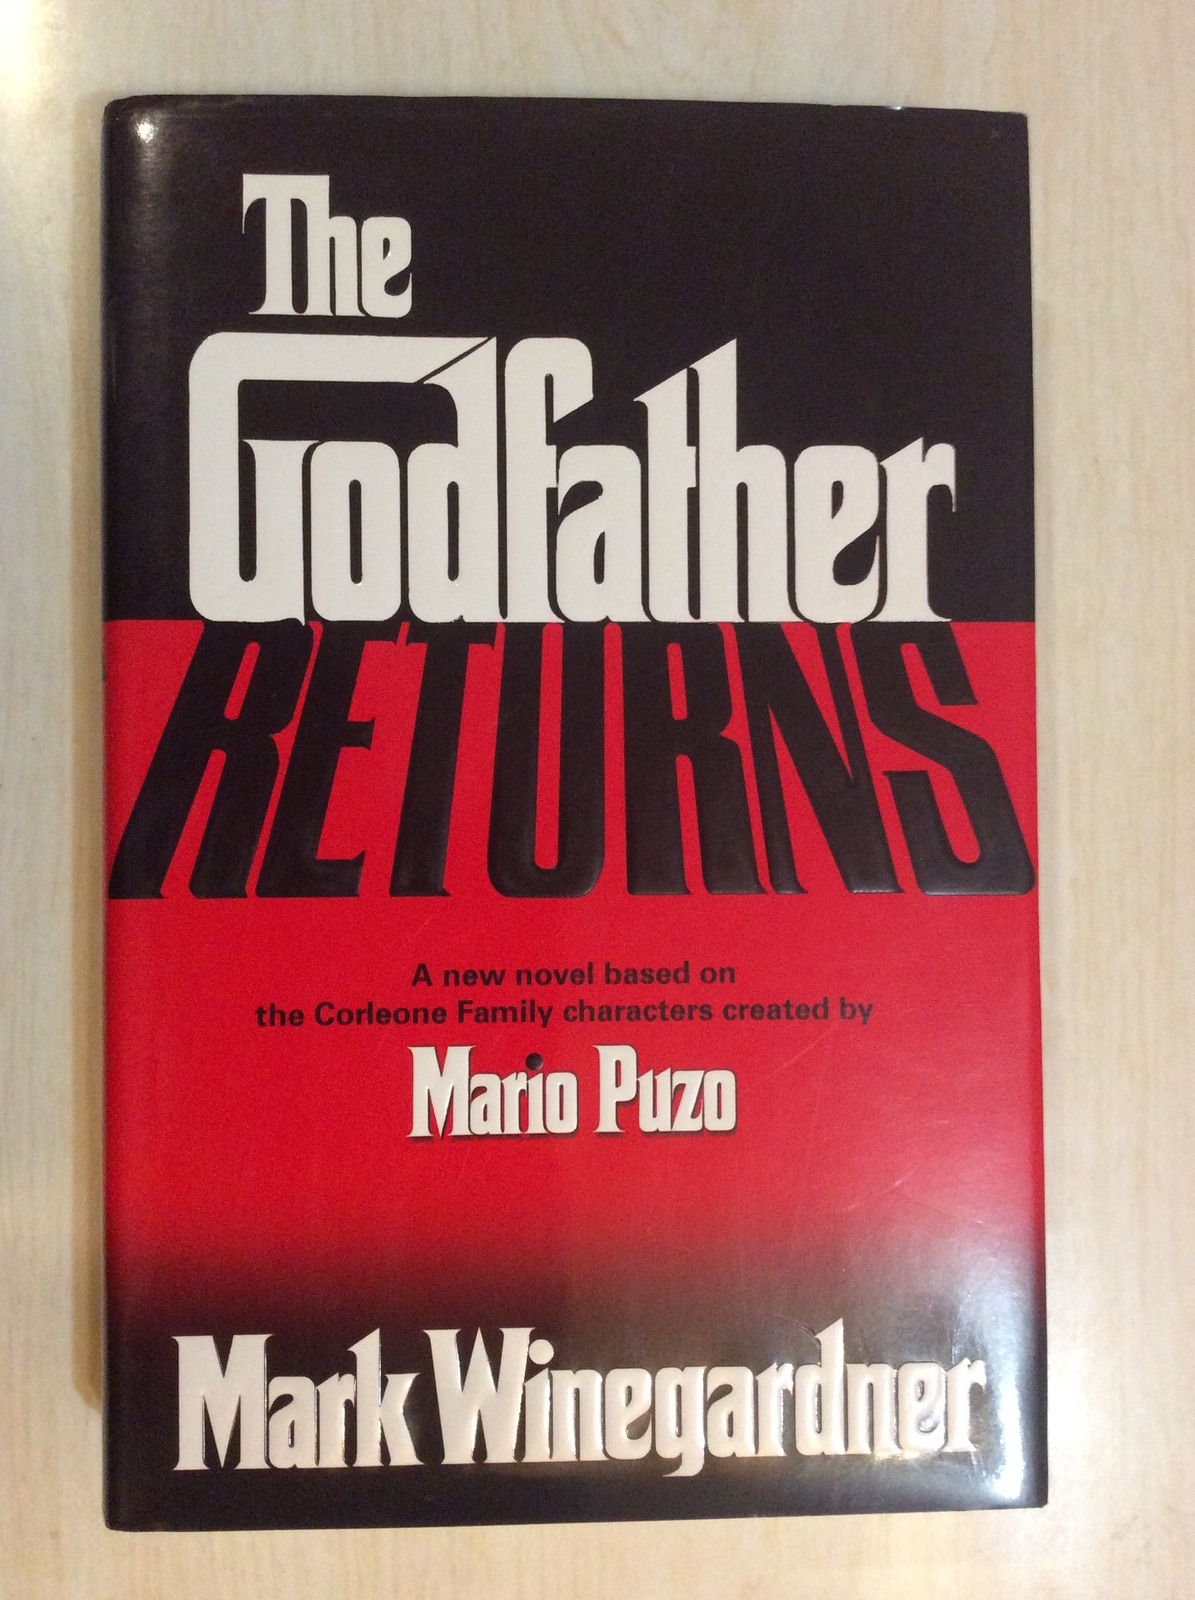 The
Godfather
RETURNS
A new novel based on
the Corleone Family characters created by
Mario Puzo
Mark Winegardner